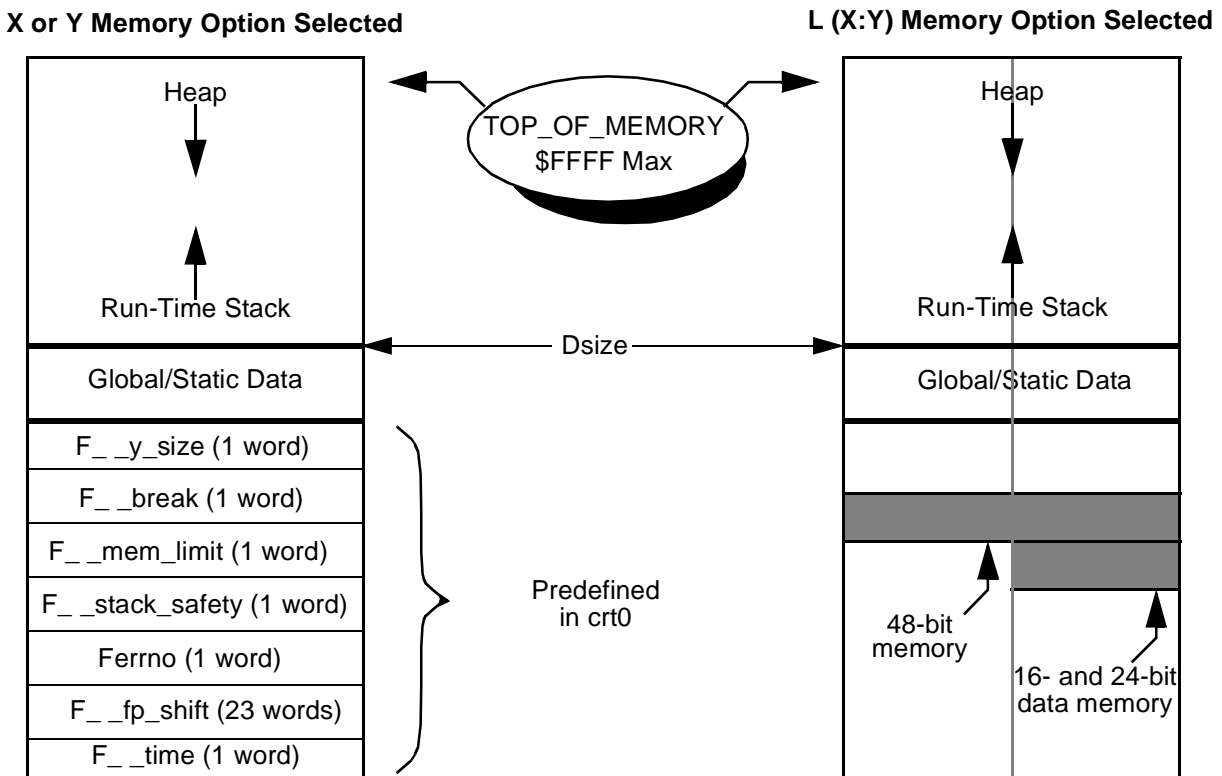 X or Y Memory Option Selected
L (X:Y) Memory Option Selected
Heap
TOP_OF_MEMORY
$FFFF Max
Heap
Run-Time Stack
Run-Time Stack
Dsize
Global/Static Data
Global/Static Data
F_ _y_size (1 word)
F_ _break (1 word)
F_ _mem_limit (1 word)
F_ _stack_safety (1 word)
Ferrno (1 word)
F_ _fp_shift (23 words)
F_ _time (1 word)
Predefined
in crt0
48-bit
memory
16- and 24-bit
data memory